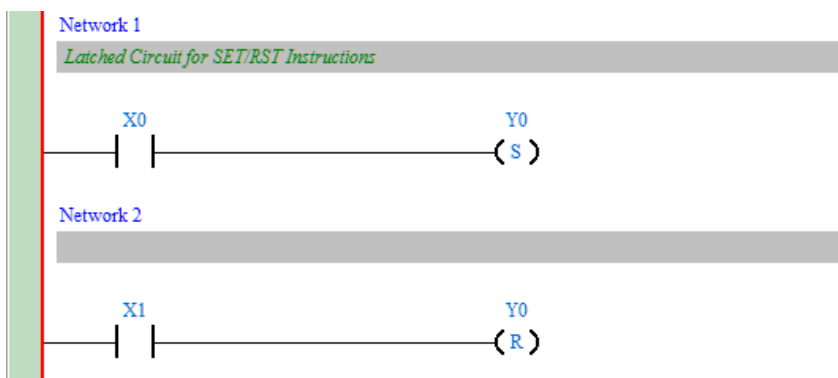 Network 1
Latched Circuit for SET/RST Instructions
X0 Y0
S
Network 2
X1 Y0
R